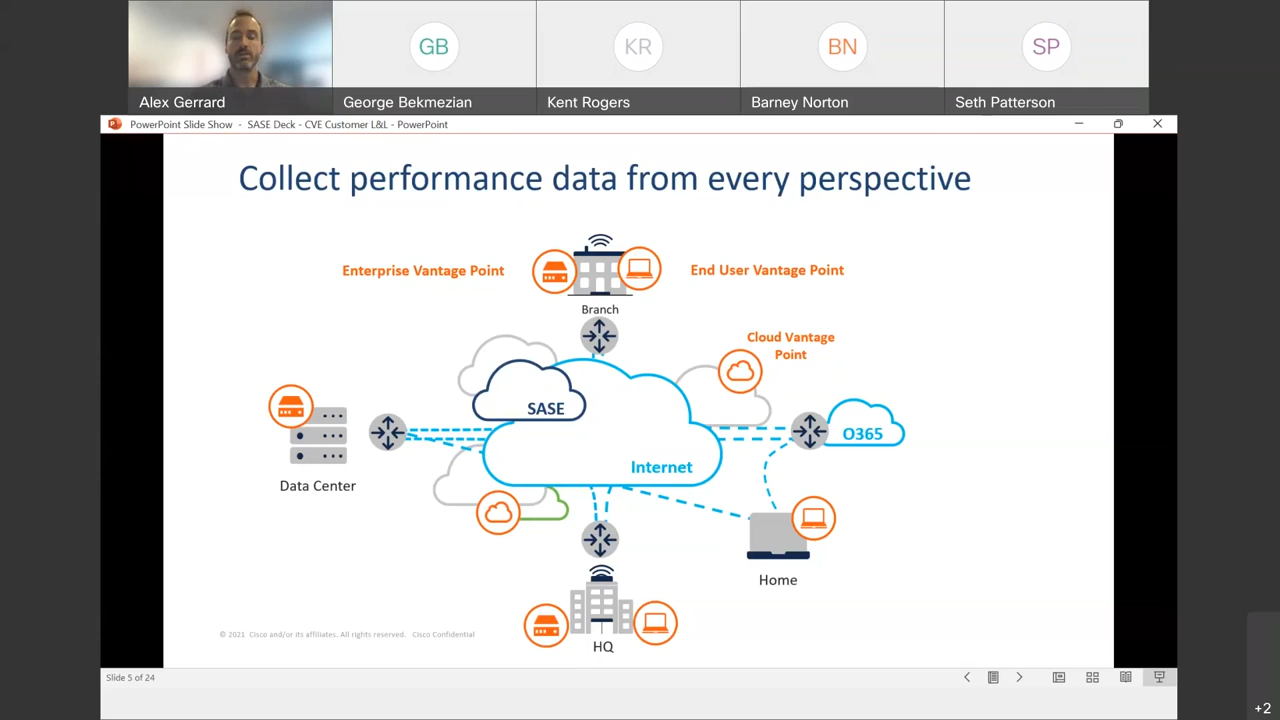 GB
KR
BN
SP
Alex Gerrard
George Bekmezian
Kent Rogers
Barney Norton
Seth Patterson
PowerPoint Slide Show - SASE Deck - CVE Customer L&L - PowerPoint
Collect performance data from every perspective
Enterprise Vantage Point
End User Vantage Point
Branch
Cloud Vantage
Point
SASE
O365
Internet
Data Center
Home
© 2021 Cisco and/or its affiliates. All rights reserved. Cisco Confidential
HQ
Slide 5 of 24
+2